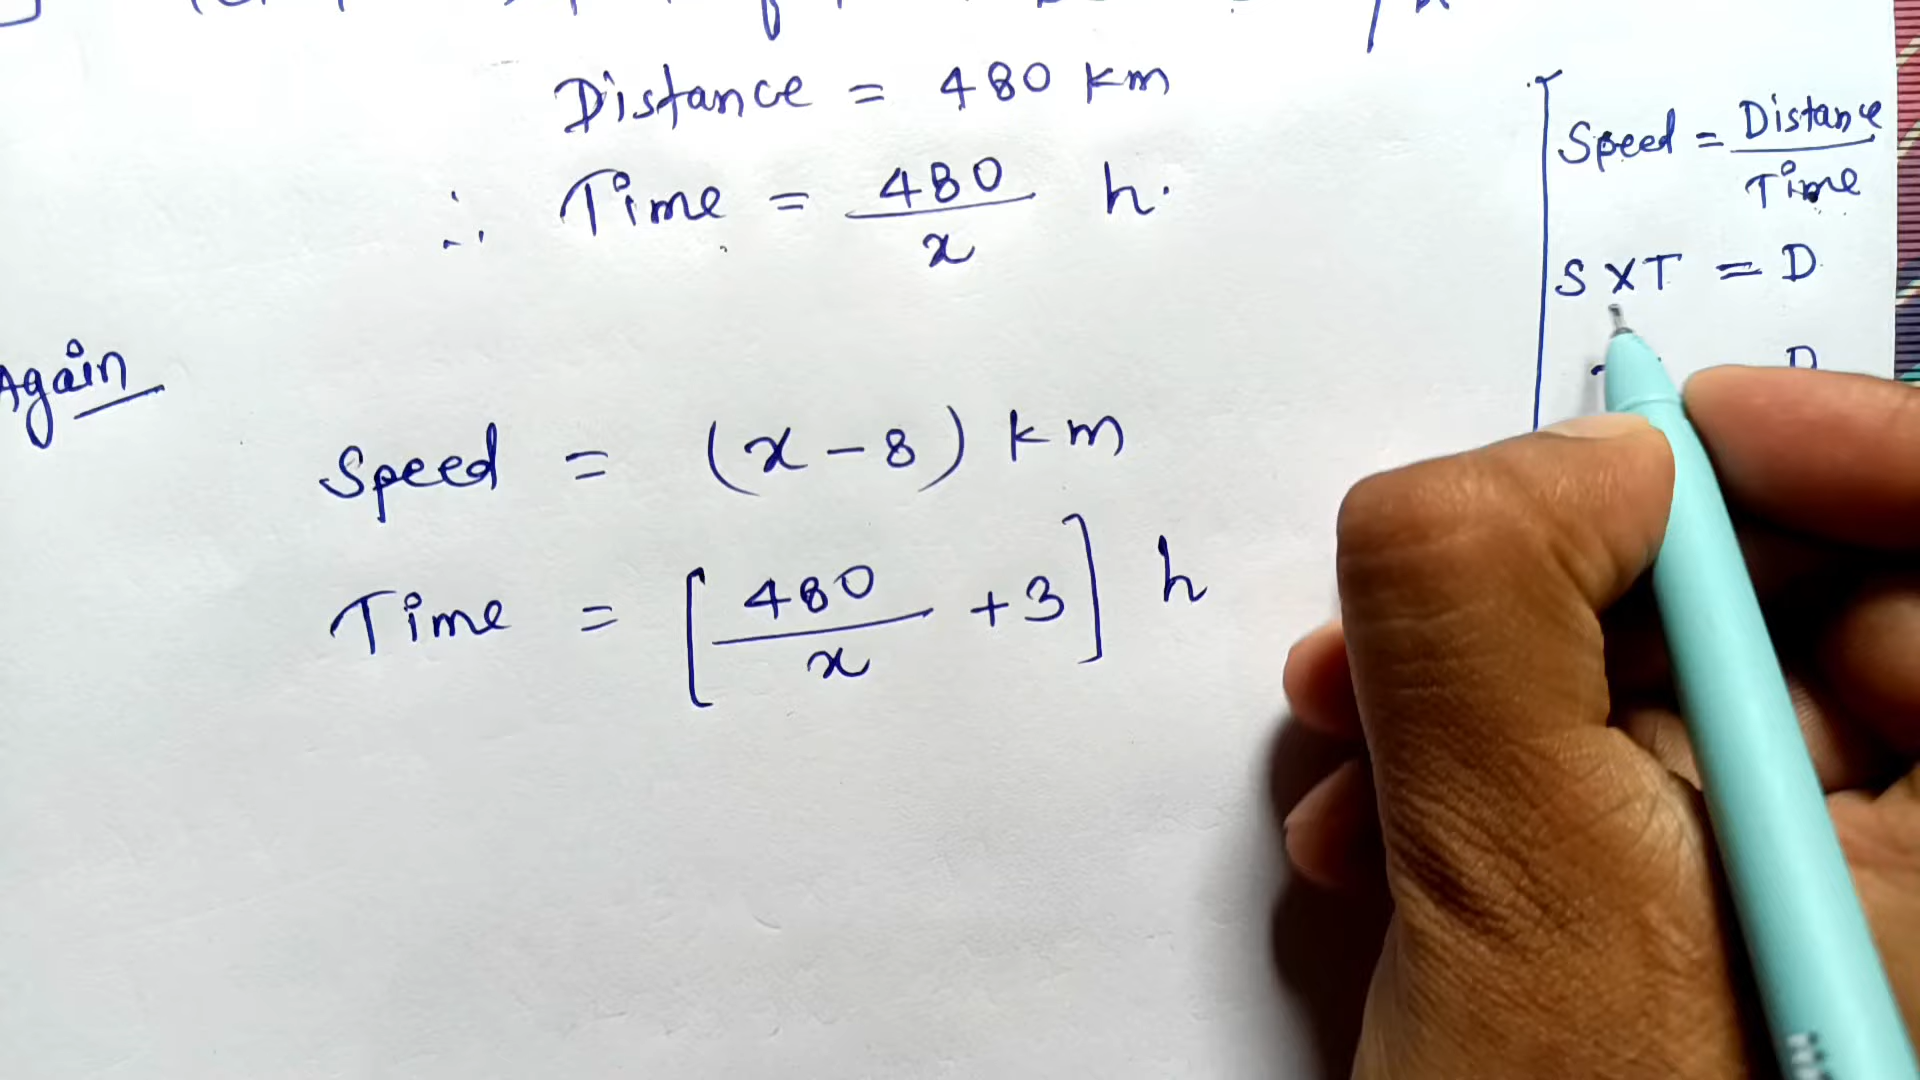 Distance = 480 km
∴ Time = 480/x h.
Again
Speed = (x - 8) km
Time = [480/x + 3] h
Speed = Distance/Time
S X T = D
D